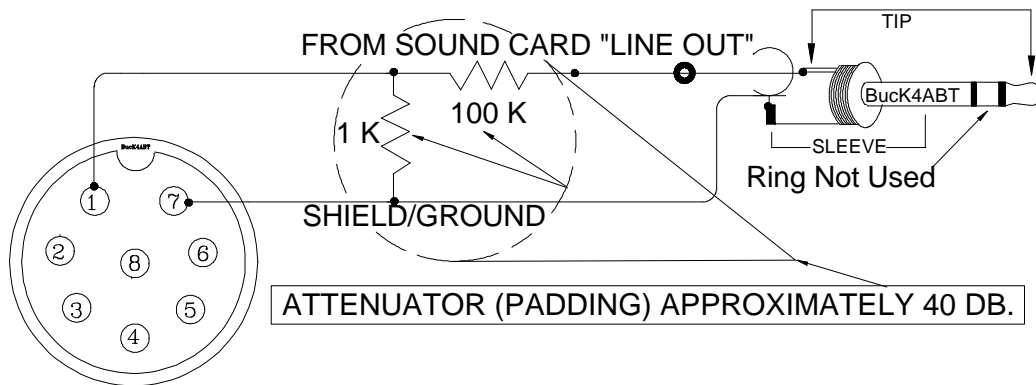 TIP
FROM SOUND CARD "LINE OUT"
100 K
1 K
BucK4ABT
SLEEVE
Ring Not Used
BucK4ABT
1
7
SHIELD/GROUND
2
8
6
3
5
4
ATTENUATOR (PADDING) APPROXIMATELY 40 DB.